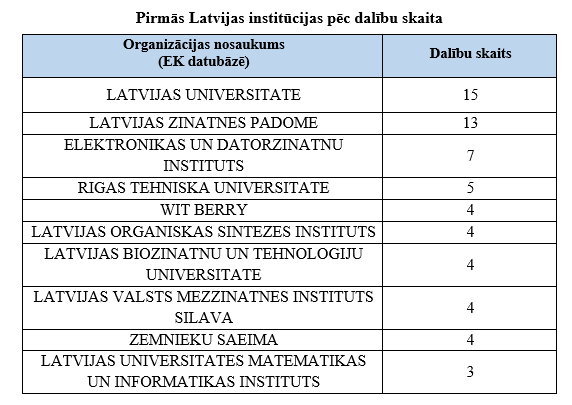 Pirmās Latvijas institūcijas pēc dalību skaita
Organizācijas nosaukums
(EK datubāzē)
Dalību skaits
LATVIJAS UNIVERSITATE
15
LATVIJAS ZINATNES PADOME
13
ELEKTRONIKAS UN DATORZINATNU
INSTITUTS
7
RIGAS TEHNISKA UNIVERSITATE
5
WIT BERRY
4
LATVIJAS ORGANISKAS SINTEZES INSTITUTS
4
LATVIJAS BIOZINATNU UN TEHNOLOGIJU
UNIVERSITATE
4
LATVIJAS VALSTS MEZZINATNES INSTITUTS
SILAVA
4
ZEMNIEKU SAEIMA
4
LATVIJAS UNIVERSITATES MATEMATIKAS
UN INFORMATIKAS INSTITUTS
3